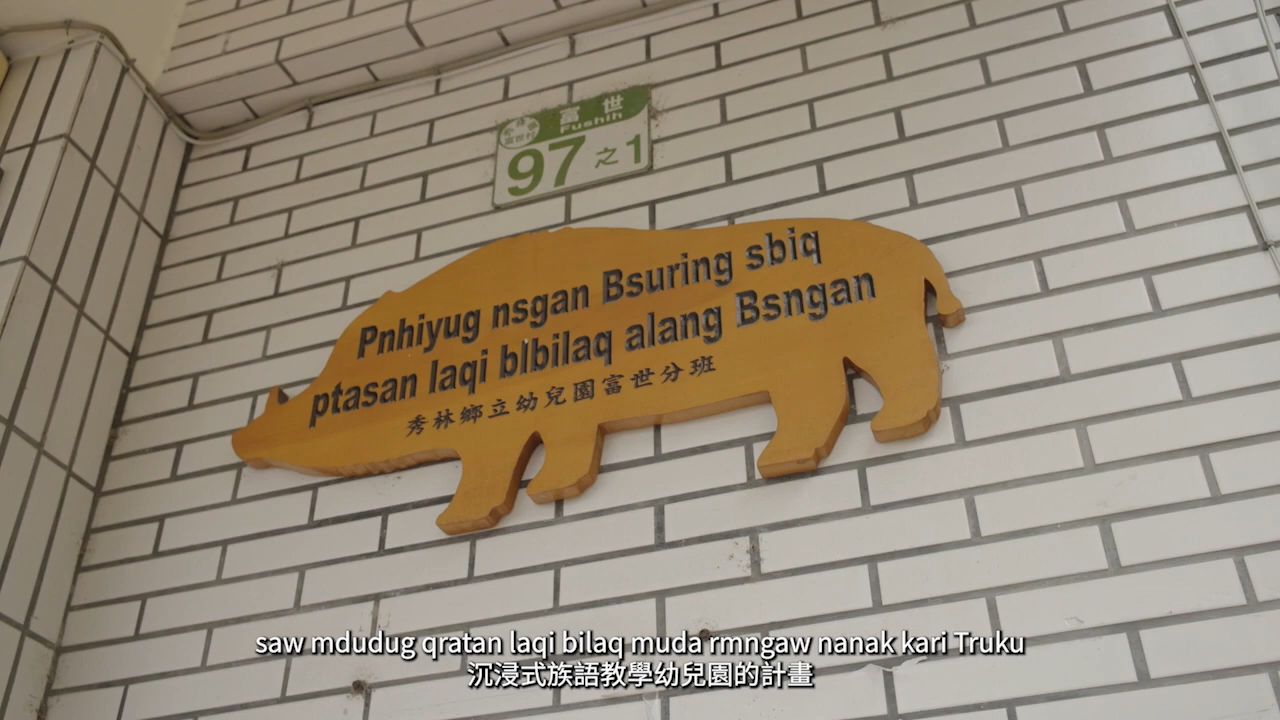 富世
Fushih
97之1
Pnhiyug nsgan Bsuring sbiq
ptasan laqi blbilaq alang Bsngan
秀林鄉立幼兒園富世分班
saw mdudug qratan laqi bilaq muda rmngaw nanak kari Truku
沉浸式族語教學幼兒園的計畫